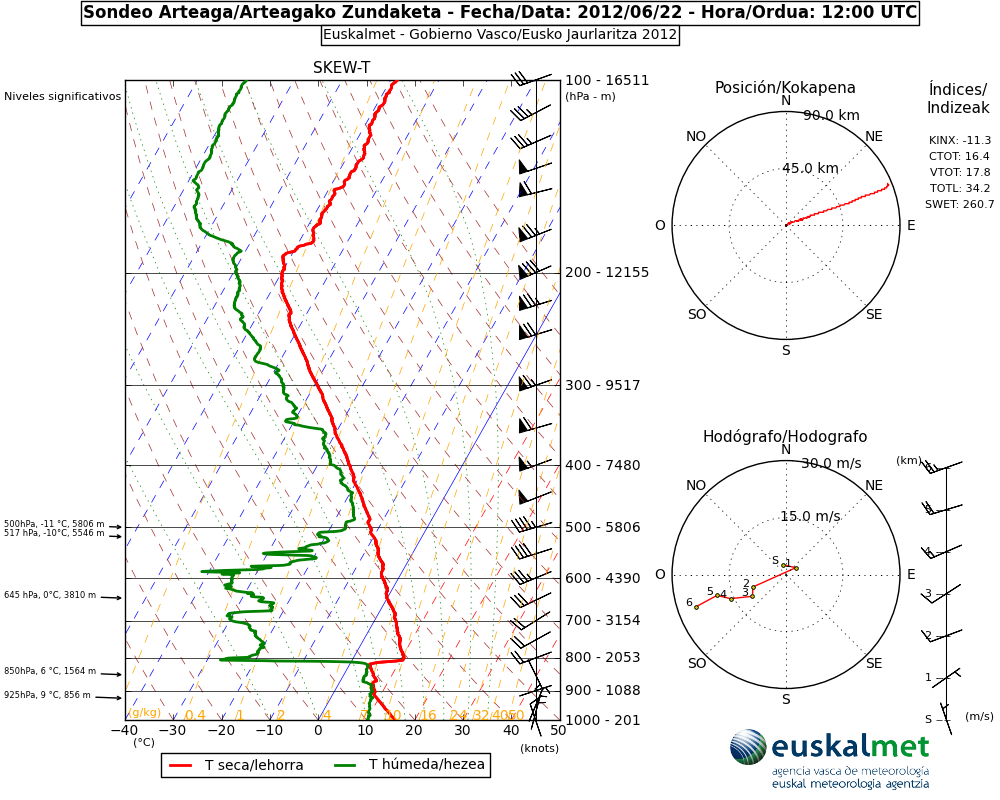 Sondeo Arteaga/Arteagako Zundaketa - Fecha/Data: 2012/06/22 - Hora/Ordua: 12:00 UTC
Euskalmet - Gobierno Vasco/Eusko Jaurlaritza 2012
SKEW-T
Niveles significativos
100 - 16511
(hPa - m)
200 - 12155
300 - 9517
400 - 7480
500 - 5806
600 - 4390
700 - 3154
800 - 2053
900 - 1088
1000 - 201
500hPa, -11 °C, 5806 m
517 hPa, -10°C, 5546 m
645 hPa, 0°C, 3810 m
850hPa, 6 °C, 1564 m
925hPa, 9 °C, 856 m
(g/kg) 0.4 1 2 4 7 10 16 24 32 40 50
−40 −30 −20 −10 0 10 20 30 40 50
(°C)
(knots)
T seca/lehorra T húmeda/hezea
Posición/Kokapena
N
90.0 km
NO NE
45.0 km
O E
SO SE
S
Índices/
Indizeak
KINX: -11.3
CTOT: 16.4
VTOT: 17.8
TOTL: 34.2
SWET: 260.7
Hodógrafo/Hodografo
N
30.0 m/s
NO NE
15.0 m/s
S 1
O E
2
3
4
5
6
SO SE
S
(km)
6
5
4
3
2
1
S
(m/s)
euskalmet
agencia vasca de meteorología
euskal meteorologia agentzia